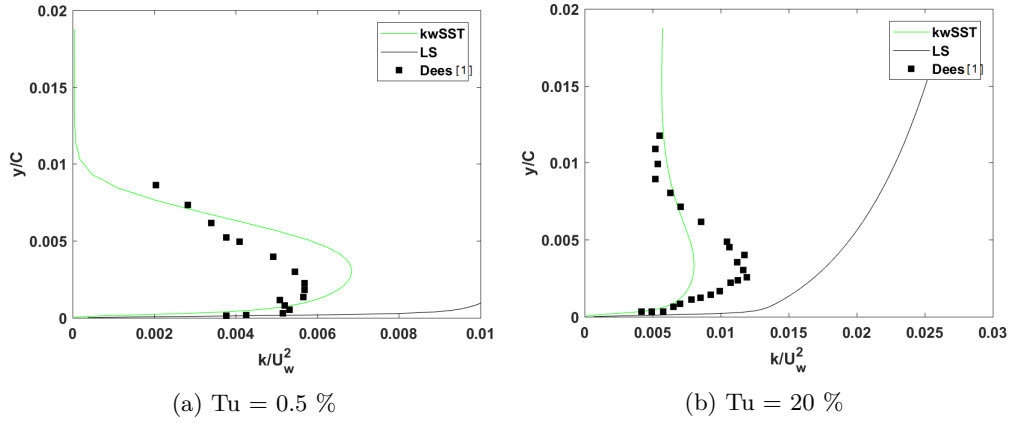 0.02
0.015
0.01
0.005
0
y/C
kwSST
LS
Dees [1]
0 0.002 0.004 0.006 0.008 0.01
k/U_w^2
(a) Tu = 0.5 %
0.02
0.015
0.01
0.005
0
y/C
kwSST
LS
Dees [1]
0 0.005 0.01 0.015 0.02 0.025 0.03
k/U_w^2
(b) Tu = 20 %